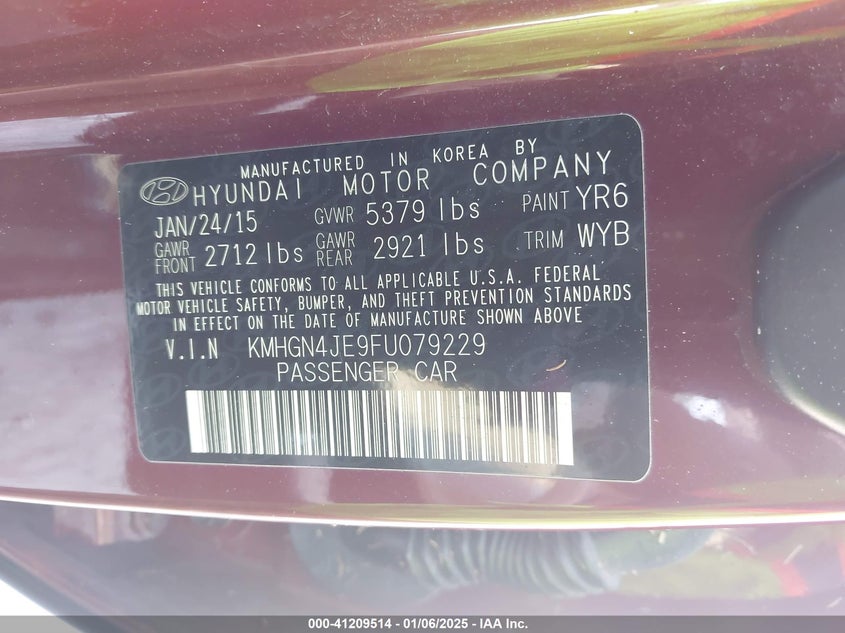 MANUFACTURED IN KOREA BY
HYUNDAI MOTOR COMPANY
JAN/24/15 GVWR 5379 lbs PAINT YR6
GAWR FRONT 2712 lbs GAWR REAR 2921 lbs TRIM WYB
THIS VEHICLE CONFORMS TO ALL APPLICABLE U.S.A. FEDERAL
MOTOR VEHICLE SAFETY, BUMPER, AND THEFT PREVENTION STANDARDS
IN EFFECT ON THE DATE OF MANUFACTURE SHOWN ABOVE
V.I.N KMHGN4JE9FU079229
PASSENGER CAR
000-41209514 - 01/06/2025 - IAA Inc.